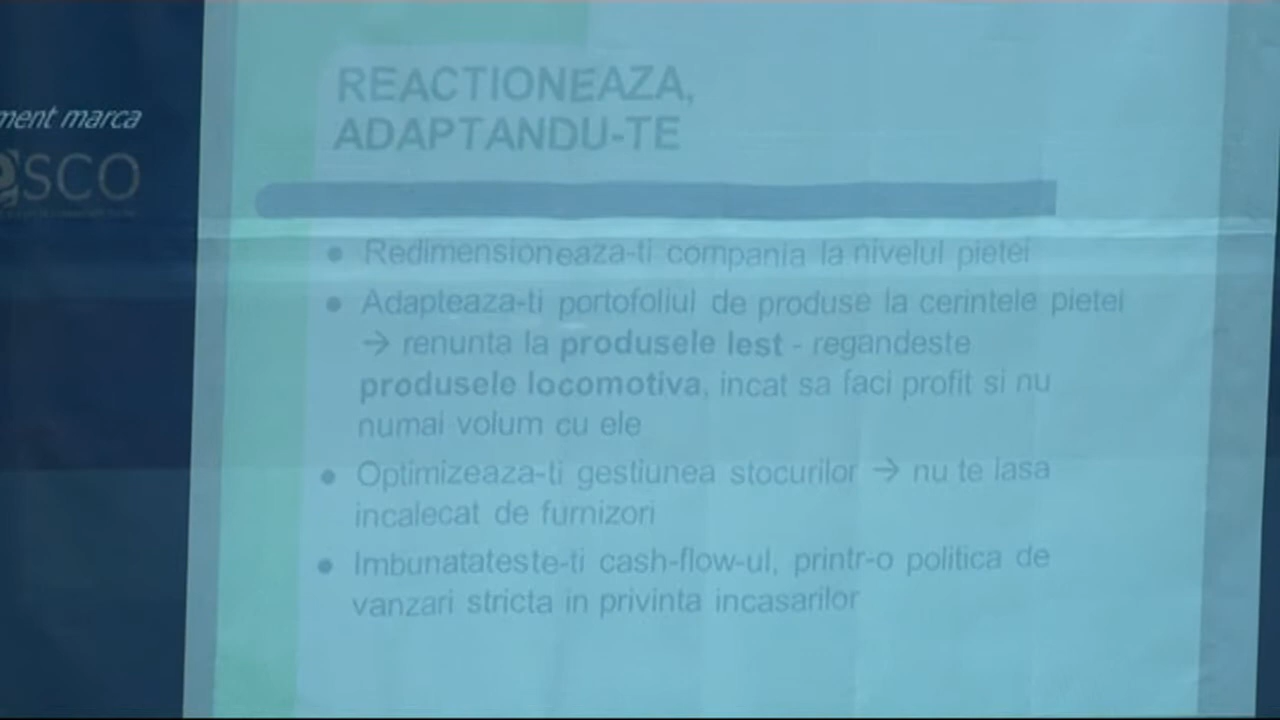 ment marca
esco
REACTIONEAZA,
ADAPTANDU-TE
• Redimensioneaza-ti compania la nivelul pietei
• Adapteaza-ti portofoliul de produse la cerintele pietei
→ renunta la produsele lest - regandeste
produsele locomotiva, incat sa faci profit si nu
numai volum cu ele
• Optimizeaza-ti gestiunea stocurilor → nu te lasa
incalecat de furnizori
• Imbunatateste-ti cash-flow-ul, printr-o politica de
vanzari stricta in privinta incasarilor